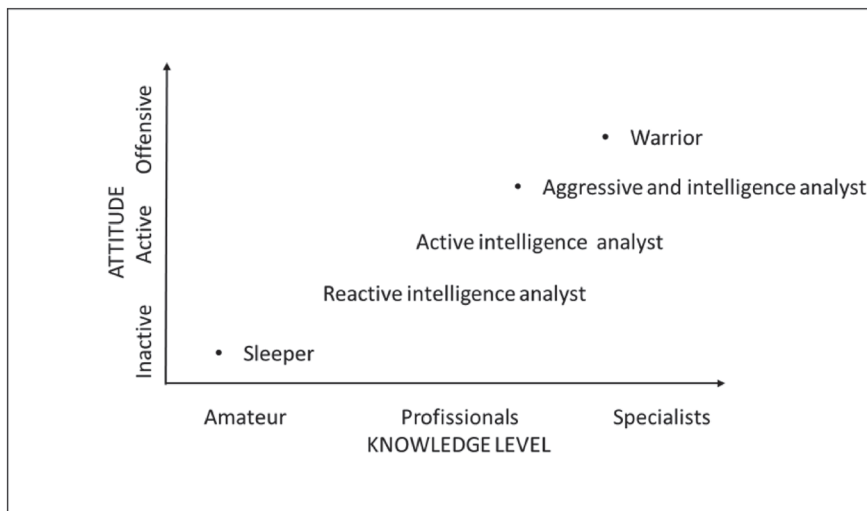 Offensive
Active
Inactive
ATTITUDE
• Warrior
• Aggressive and intelligence analyst
Active intelligence analyst
Reactive intelligence analyst
• Sleeper
Amateur Profissionals Specialists
KNOWLEDGE LEVEL